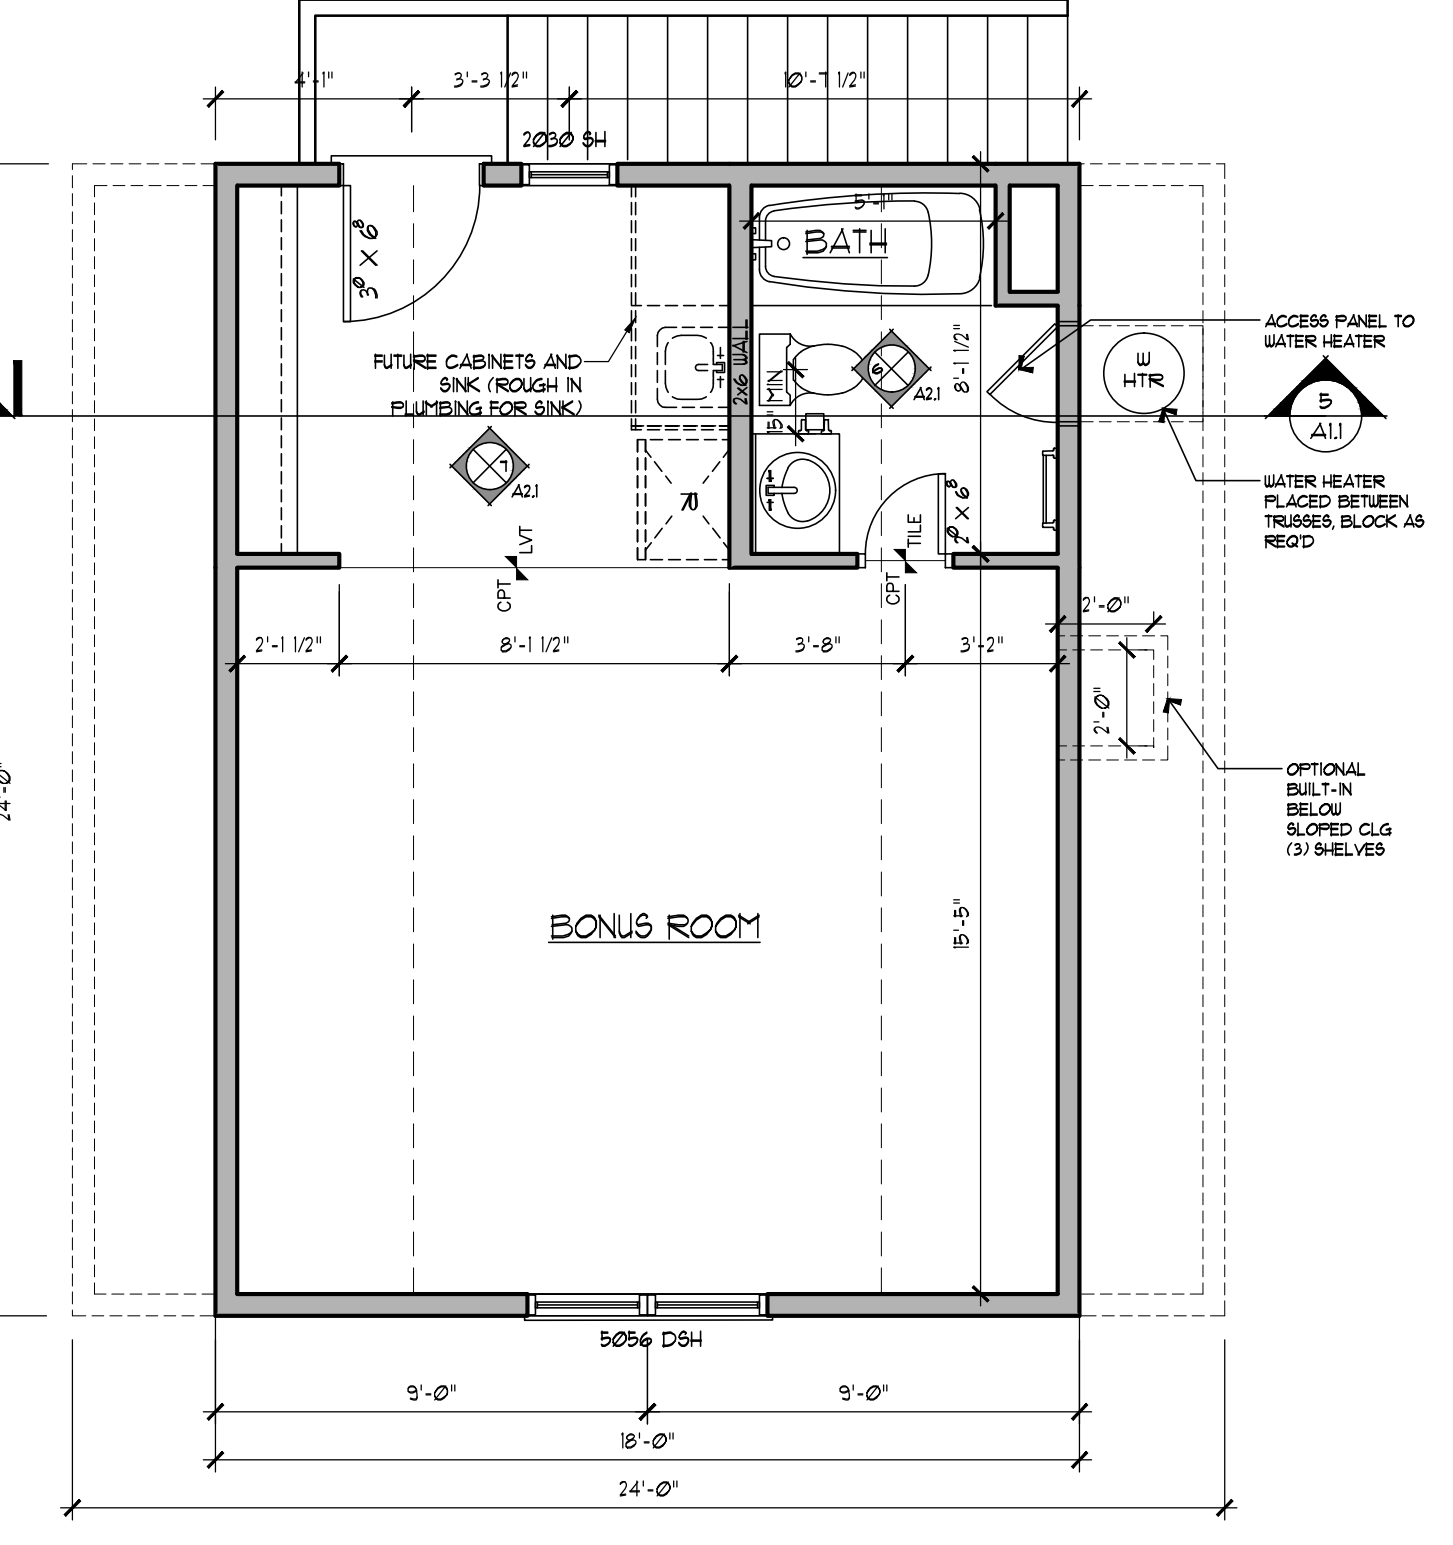 4'-1" 3'-3 1/2" 10'-7 1/2"
2030 SH
5'-1"
BATH
3⁰ X 6⁸
ACCESS PANEL TO
WATER HEATER
FUTURE CABINETS AND
SINK (ROUGH IN
PLUMBING FOR SINK)
2x6 WALL
15" MIN
6
A2.1
8'-1 1/2"
W
HTR
5
A1.1
7
A2.1
WATER HEATER
PLACED BETWEEN
TRUSSES, BLOCK AS
REQ'D
2⁰ X 6⁸
LVT
CPT
TILE
CPT
2'-0"
2'-1 1/2" 8'-1 1/2" 3'-8" 3'-2"
2'-0"
24'-0"
OPTIONAL
BUILT-IN
BELOW
SLOPED CLG
(3) SHELVES
BONUS ROOM
15'-5"
5056 DSH
9'-0" 9'-0"
18'-0"
24'-0"